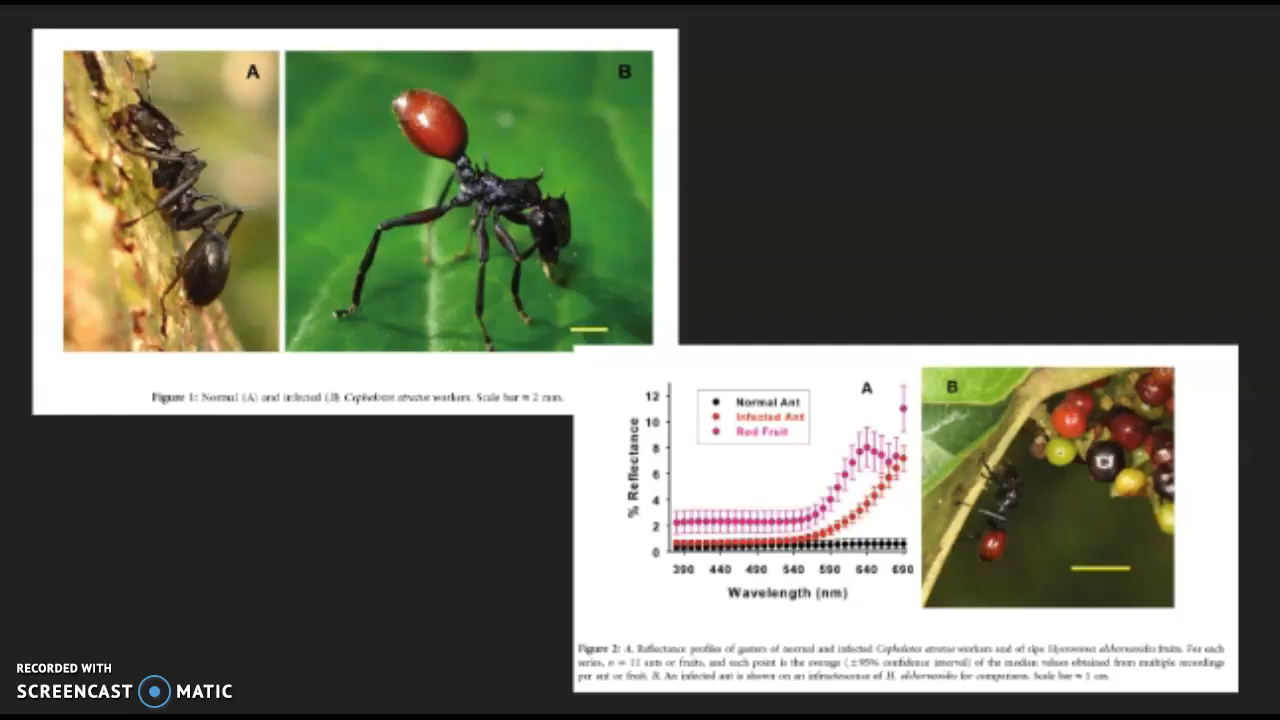 A
B
Figure 1: Normal (A) and infected (B) Cephalotes atratus workers. Scale bar = 2 mm.
A
12
10
8
6
4
2
0
Normal Ant
Infected Ant
Red Fruit
% Reflectance
390 440 490 540 590 640 690
Wavelength (nm)
B
Figure 2: A, Reflectance profiles of gasters of normal and infected Cephalotes atratus workers and of ripe Hyeronima alchorneoides fruits. For each
series, n = 11 ants or fruits, and each point is the average (±95% confidence interval) of the median values obtained from multiple recordings
per ant or fruit. B, An infected ant is shown on an infructescence of H. alchorneoides for comparison. Scale bar = 1 cm.
RECORDED WITH
SCREENCAST MATIC